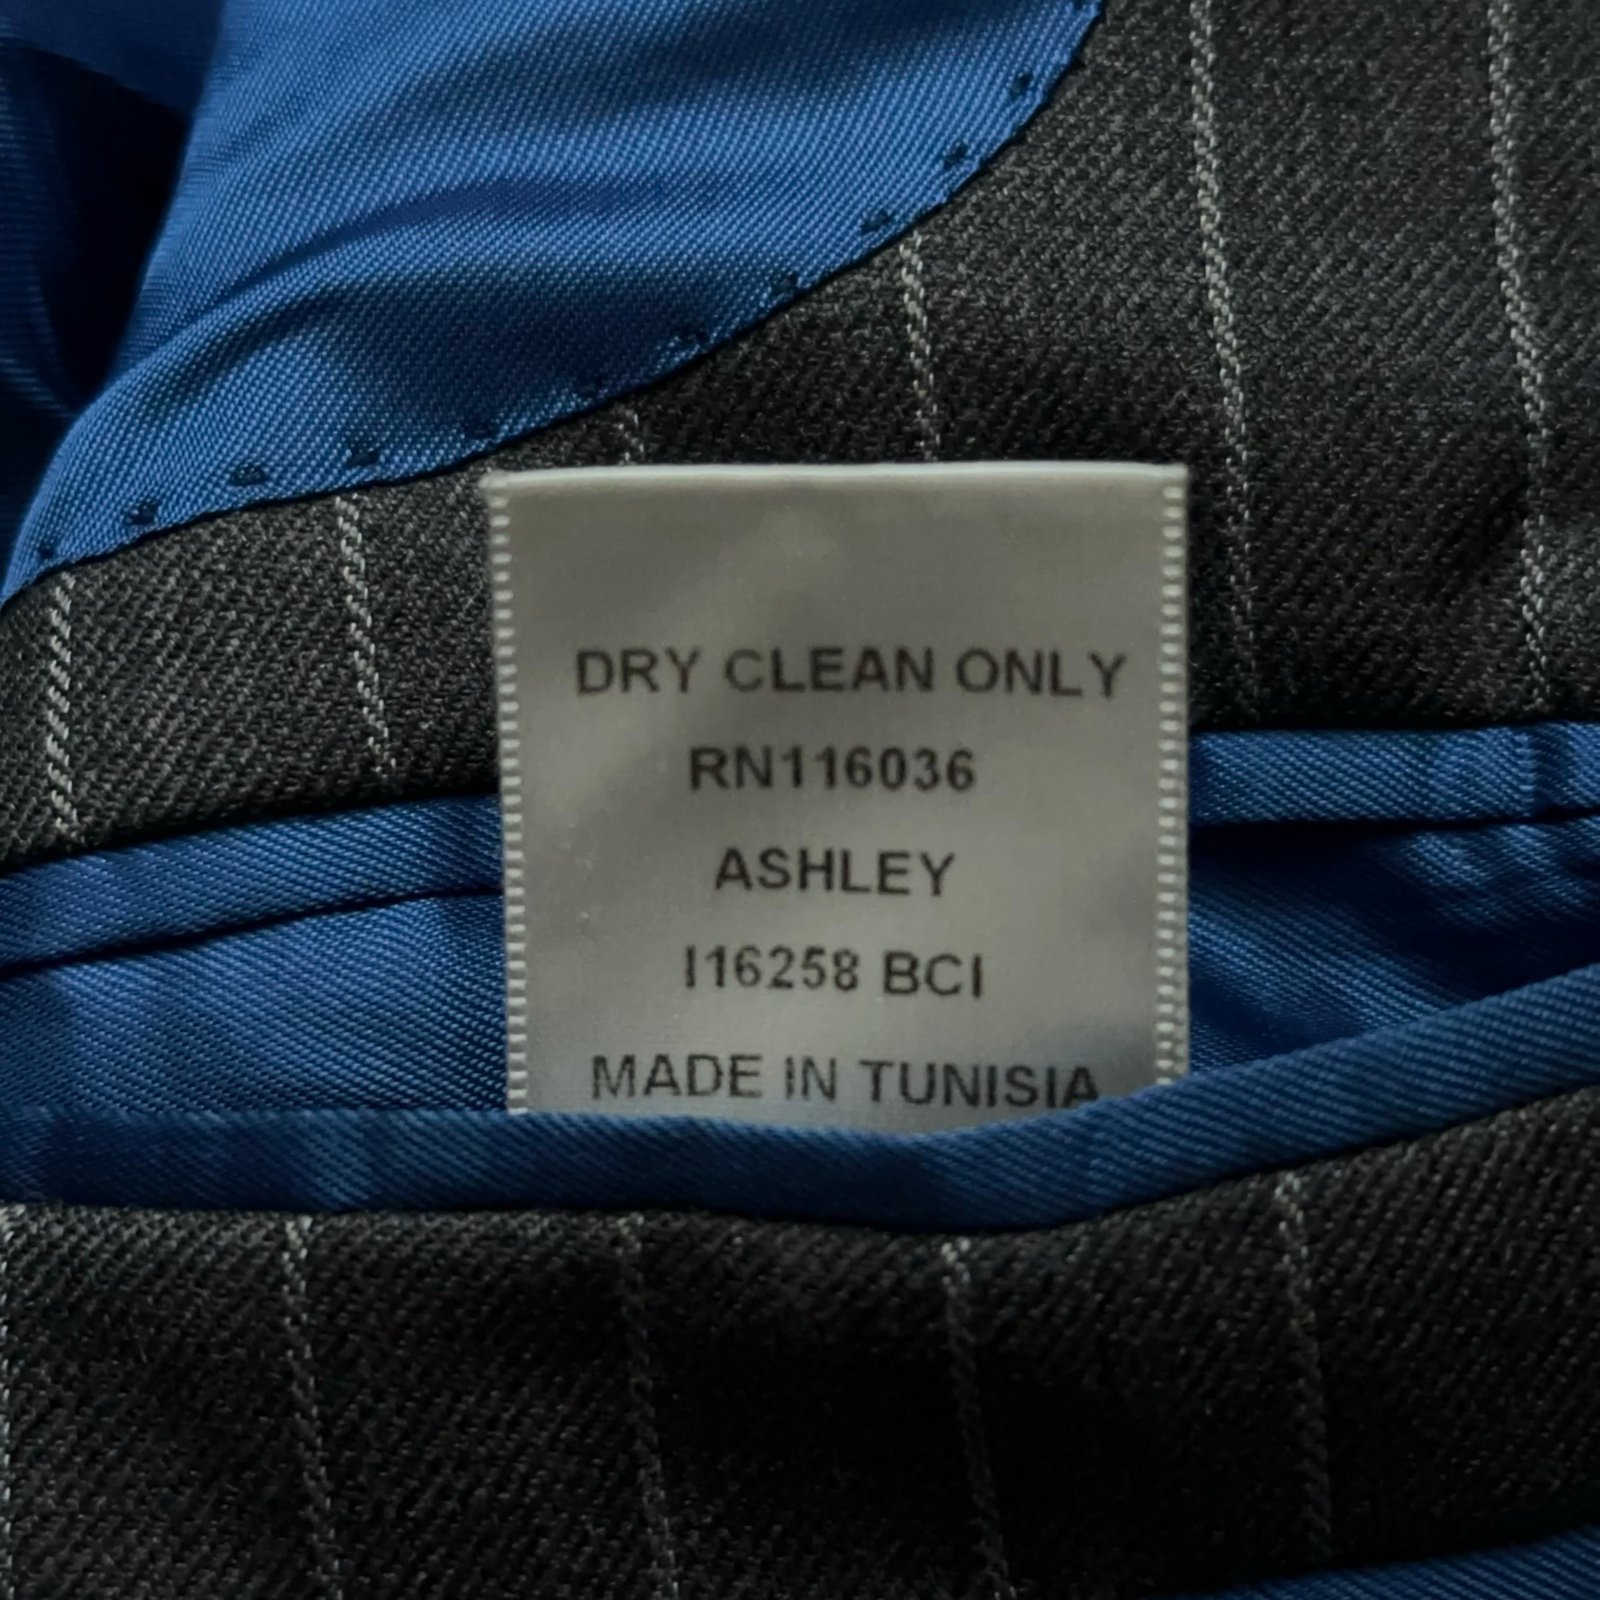 DRY CLEAN ONLY
RN116036
ASHLEY
I16258 BCI
MADE IN TUNISIA